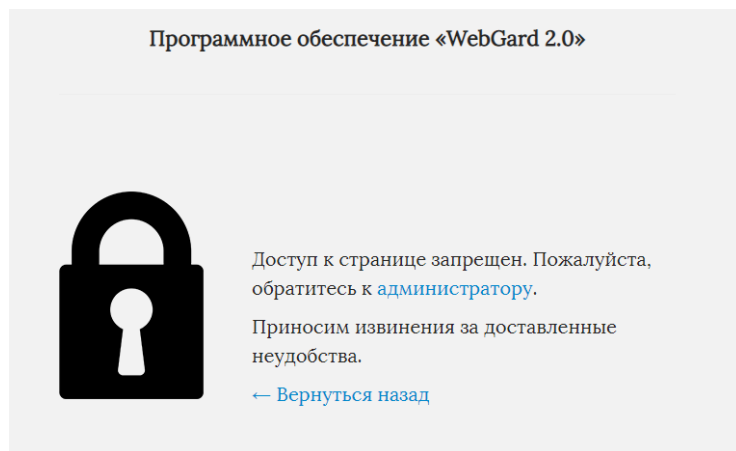 Программное обеспечение «WebGard 2.0»
Доступ к странице запрещен. Пожалуйста,
обратитесь к администратору.
Приносим извинения за доставленные
неудобства.
← Вернуться назад